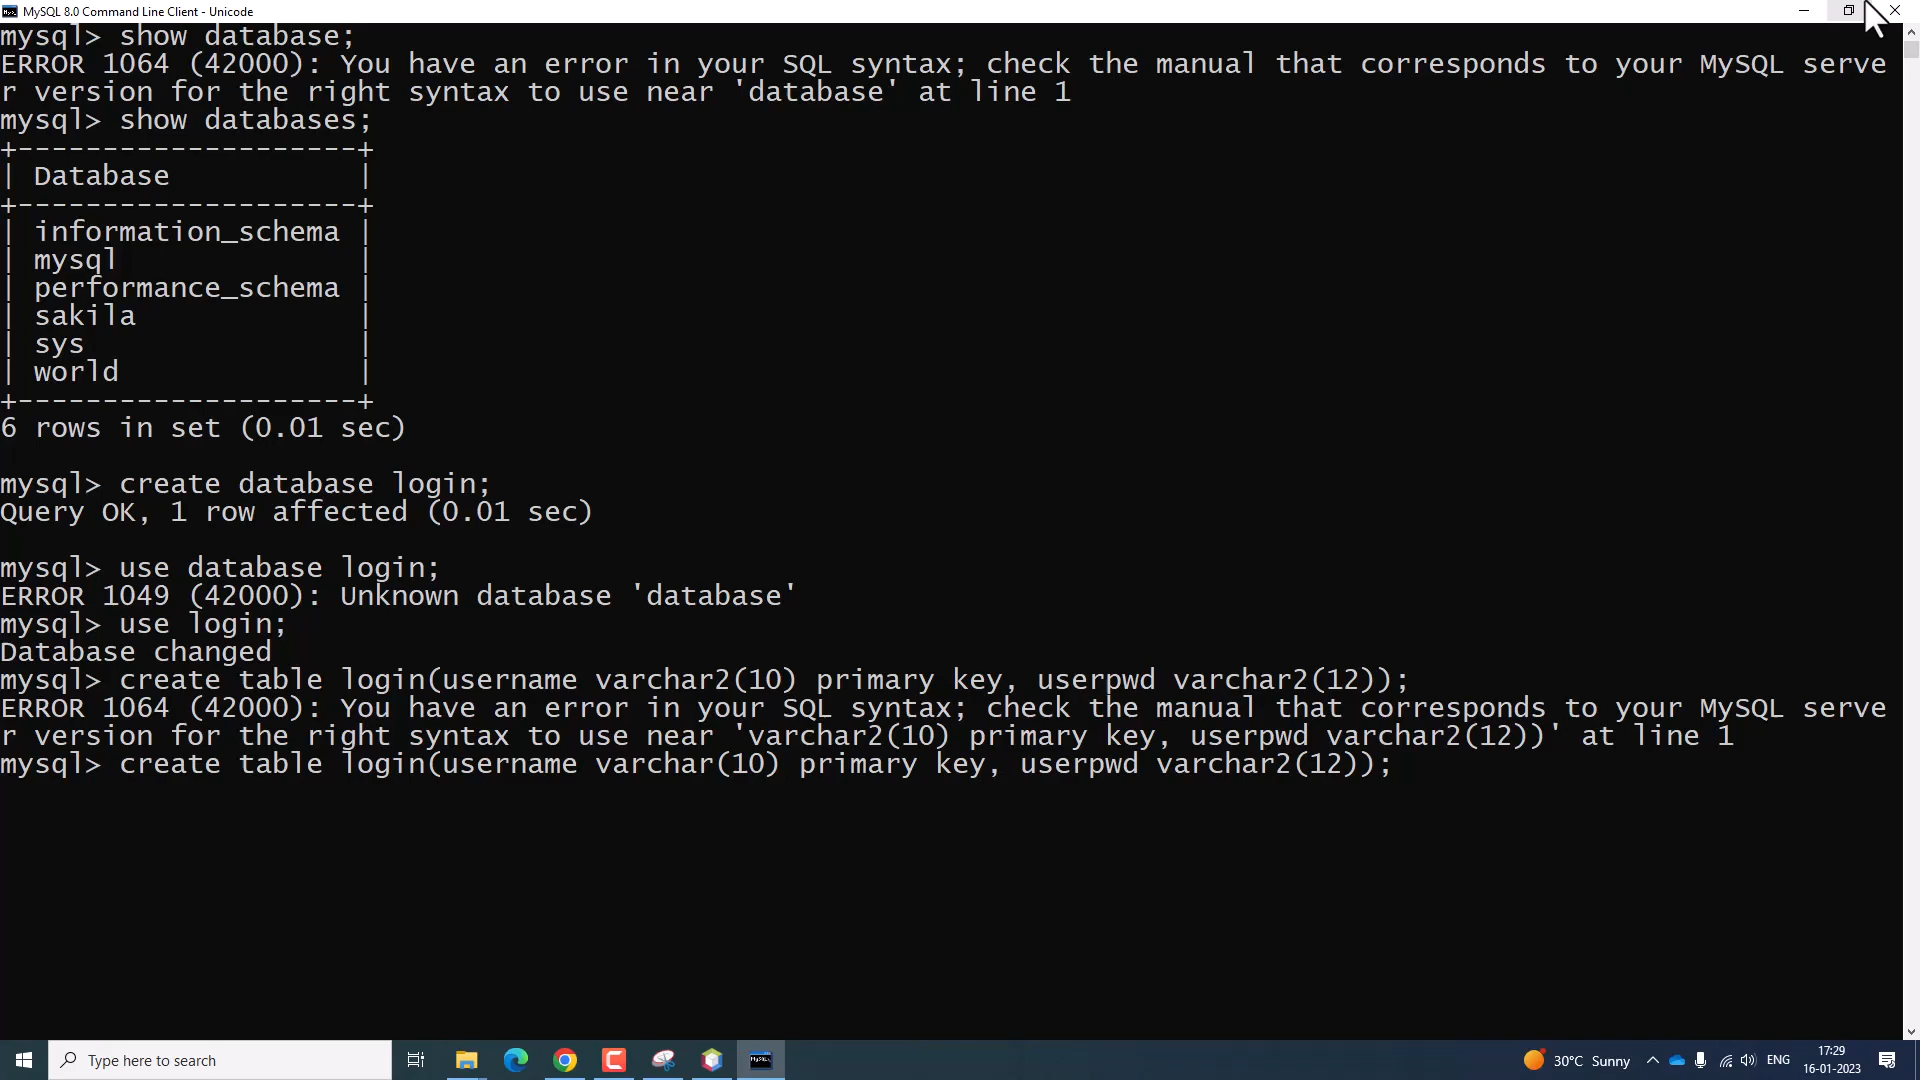 MySQL 8.0 Command Line Client - Unicode
mysql> show database;
ERROR 1064 (42000): You have an error in your SQL syntax; check the manual that corresponds to your MySQL serve
r version for the right syntax to use near 'database' at line 1
mysql> show databases;
+--------------------+
| Database           |
+--------------------+
| information_schema |
| mysql              |
| performance_schema |
| sakila             |
| sys                |
| world              |
+--------------------+
6 rows in set (0.01 sec)
mysql> create database login;
Query OK, 1 row affected (0.01 sec)
mysql> use database login;
ERROR 1049 (42000): Unknown database 'database'
mysql> use login;
Database changed
mysql> create table login(username varchar2(10) primary key, userpwd varchar2(12));
ERROR 1064 (42000): You have an error in your SQL syntax; check the manual that corresponds to your MySQL serve
r version for the right syntax to use near 'varchar2(10) primary key, userpwd varchar2(12))' at line 1
mysql> create table login(username varchar(10) primary key, userpwd varchar2(12));
Type here to search
30°C Sunny
ENG
17:29
16-01-2023